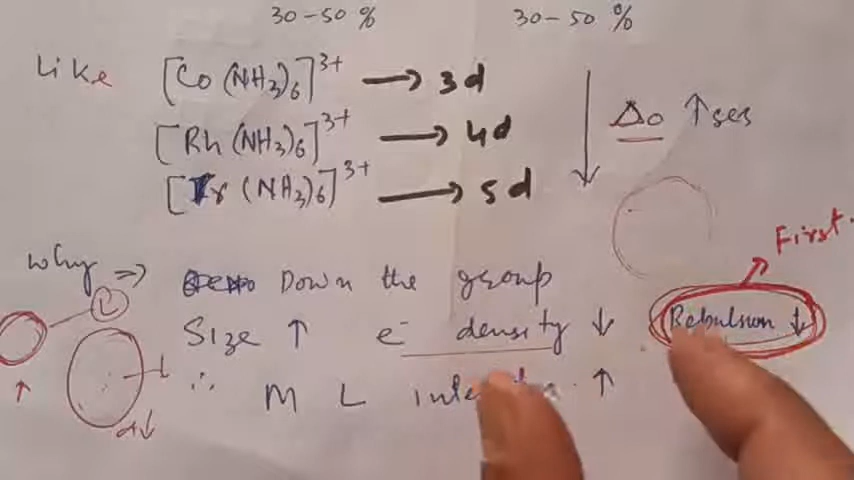 30-50 % 30-50 %
Like [Co(NH3)6]3+ → 3d
[Rh(NH3)6]3+ → 4d
[Ir(NH3)6]3+ → 5d
Δo ↑ses
First.
Why ⇒ Down the group
Size ↑ e- density ↓ Rebulsion ↓
∴ M L ↑